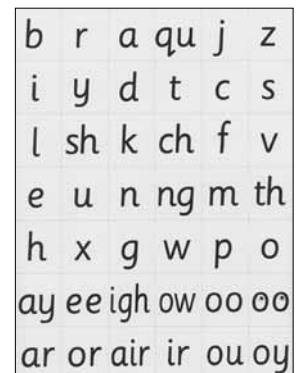 b r a qu j z
i y d t c s
l sh k ch f v
e u n ng m th
h x g w p o
ay ee igh ow oo oo
ar or air ir ou oy